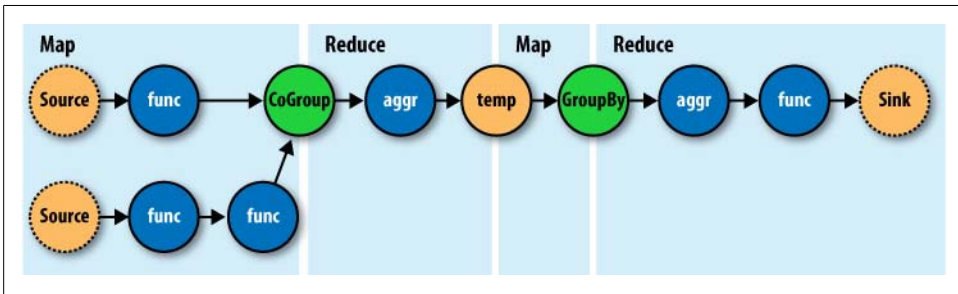 Map Reduce Map Reduce
Source func CoGroup aggr temp GroupBy aggr func Sink
Source func func